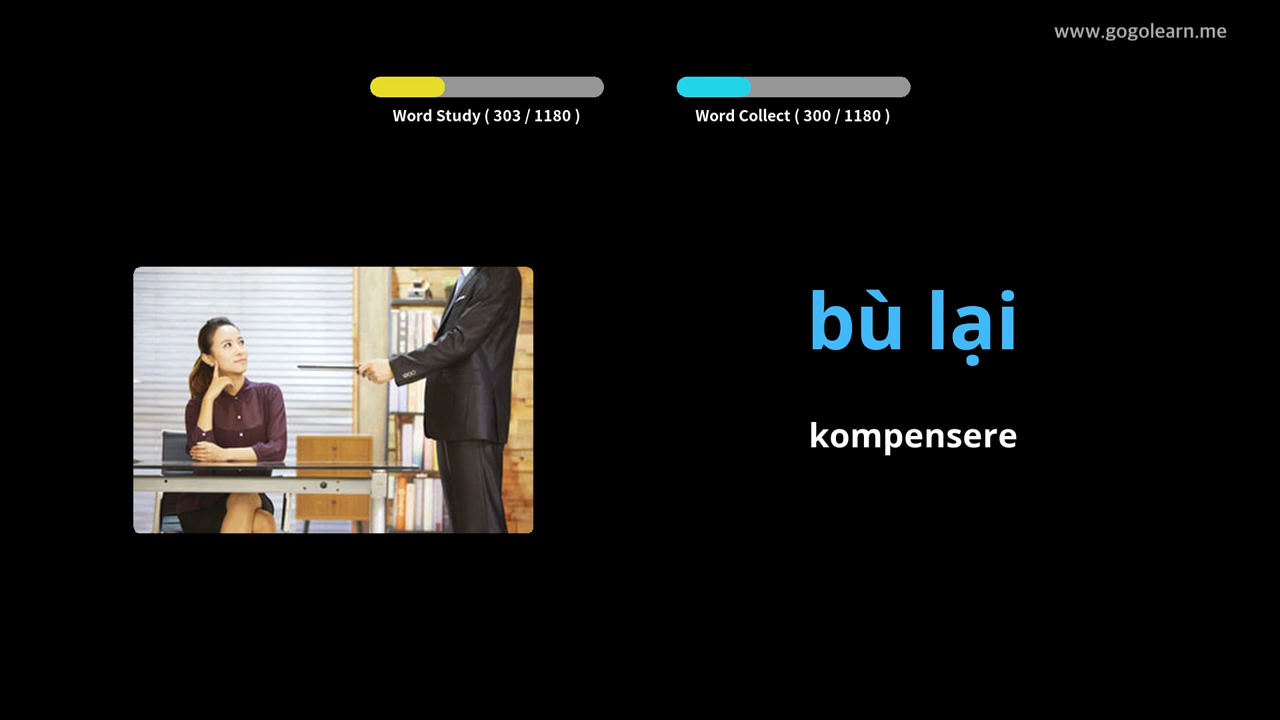 www.gogolearn.me
Word Study ( 303 / 1180 )
Word Collect ( 300 / 1180 )
bù lại
kompensere